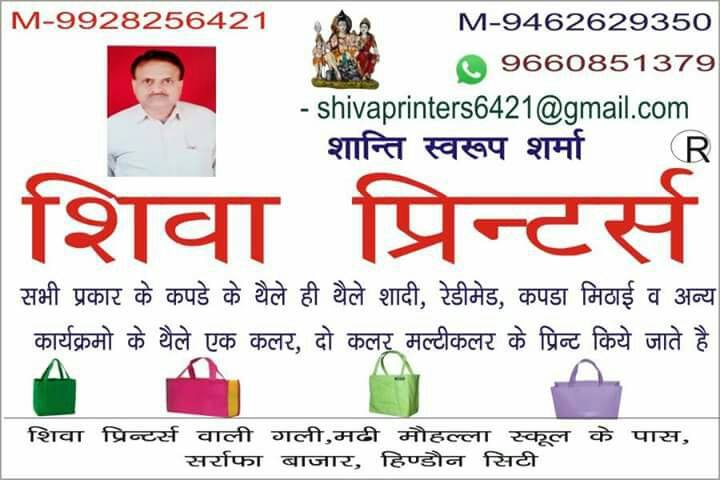 M-9928256421
M-9462629350
9660851379
- shivaprinters6421@gmail.com
शान्ति स्वरूप शर्मा
R
शिवा प्रिन्टर्स
सभी प्रकार के कपडे के थैले ही थैले शादी, रेडीमेड, कपडा मिठाई व अन्य
कार्यक्रमो के थैले एक कलर, दो कलर मल्टीकलर के प्रिन्ट किये जाते है
शिवा प्रिन्टर्स वाली गली,मढी मौहल्ला स्कूल के पास,
सर्राफा बाजार, हिण्डौन सिटी